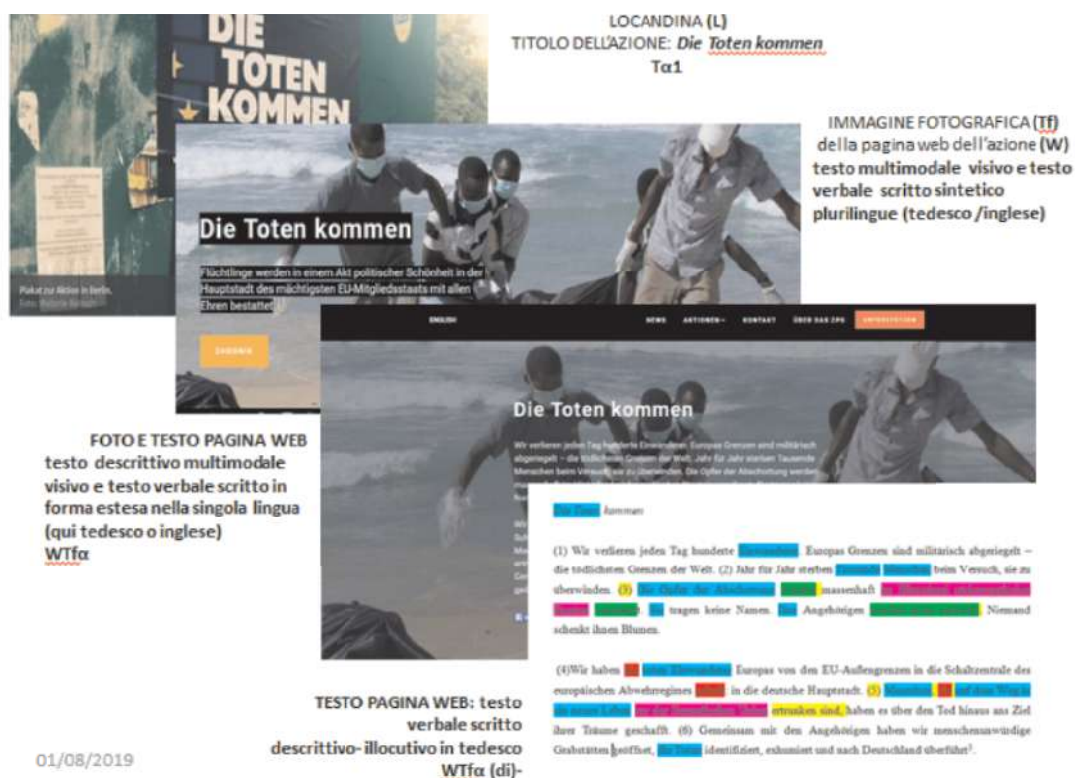 DIE
TOTEN
KOMMEN
Plakat zur Aktion in Berlin.
LOCANDINA (L)
TITOLO DELL'AZIONE: Die Toten kommen
Tα1
IMMAGINE FOTOGRAFICA (Tf)
della pagina web dell'azione (W)
testo multimodale visivo e testo
verbale scritto sintetico
plurilingue (tedesco /inglese)
Die Toten kommen
Flüchtlinge werden in einem Akt politischer Schönheit in der
Hauptstadt des mächtigsten EU-Mitgliedsstaats mit allen
Ehren bestattet
ENGLISH
NEWS AKTIONEN KONTAKT ÜBER DAS ZPS
Die Toten kommen
Wir verlieren jeden Tag hunderte Einwanderer. Europas Grenzen sind militärisch
abgeriegelt – die tödlichsten Grenzen der Welt. Jahr für Jahr sterben Tausende
Menschen beim Versuch, sie zu überwinden. Die Opfer der Abschottung werden
FOTO E TESTO PAGINA WEB
testo descrittivo multimodale
visivo e testo verbale scritto in
forma estesa nella singola lingua
(qui tedesco o inglese)
WTfα
Die Toten kommen
(1) Wir verlieren jeden Tag hunderte Europas Grenzen sind militärisch abgeriegelt –
die tödlichsten Grenzen der Welt. (2) Jahr für Jahr sterben Tausende Menschen beim Versuch, sie zu
überwinden. (3) Die Opfer der Abschottung massenhaft
tragen keine Namen. Angehörigen Niemand
schenkt ihnen Blumen.
(4)Wir haben toten Einwanderer Europas von den EU-Außengrenzen in die Schaltzentrale des
europäischen Abwehrregimes in die deutsche Hauptstadt. (5) Menschen, auf dem Weg in
ein neues Leben ertrunken sind, haben es über den Tod hinaus ans Ziel
ihrer Träume geschafft. (6) Gemeinsam mit den Angehörigen haben wir menschenunwürdige
Grabstätten geöffnet, die Toten identifiziert, exhumiert und nach Deutschland überführt².
TESTO PAGINA WEB: testo
verbale scritto
descrittivo- illocutivo in tedesco
WTfα (di)-
01/08/2019